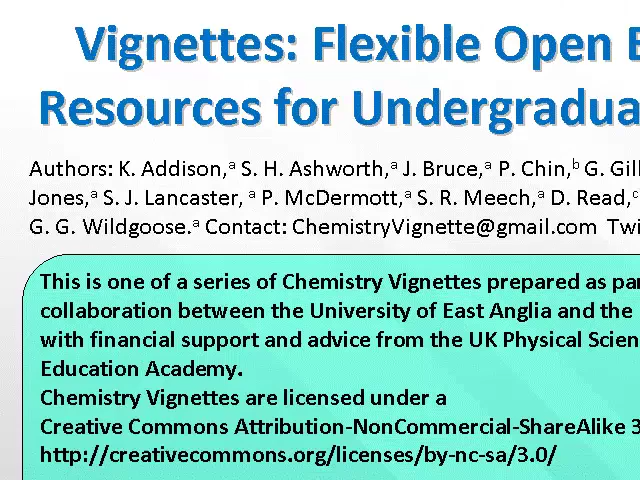 Vignettes: Flexible Open
Resources for Undergradua
Authors: K. Addison,ᵃ S. H. Ashworth,ᵃ J. Bruce,ᵃ P. Chin,ᵇ G. Gill
Jones,ᵃ S. J. Lancaster, ᵃ P. McDermott,ᵃ S. R. Meech,ᵃ D. Read,ᶜ
G. G. Wildgoose.ᵃ Contact: ChemistryVignette@gmail.com Twi
This is one of a series of Chemistry Vignettes prepared as par
collaboration between the University of East Anglia and the
with financial support and advice from the UK Physical Scien
Education Academy.
Chemistry Vignettes are licensed under a
Creative Commons Attribution-NonCommercial-ShareAlike 3
http://creativecommons.org/licenses/by-nc-sa/3.0/